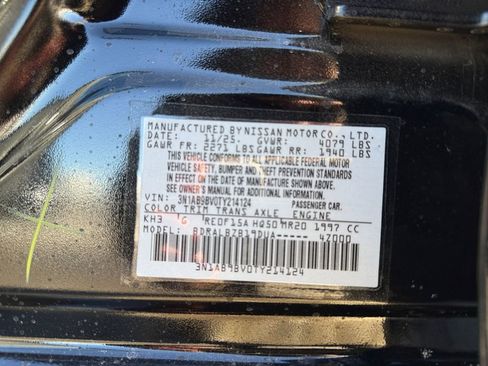 MANUFACTURED BY NISSAN MOTOR CO., LTD.
DATE: 11/25. GVWR: 4079 LBS
GAWR FR: 2271 LBS GAWR RR: 1940 LBS
THIS VEHICLE CONFORMS TO ALL APPLICABLE FEDERAL MOTOR
VEHICLE SAFETY, BUMPER AND THEFT PREVENTION STANDARDS
IN EFFECT ON THE DATE OF MANUFACTURE SHOWN ABOVE.
SEE OWNER'S MANUAL FOR ADDITIONAL INFORMATION.
VIN: 3N1AB9BV0TY214124 PASSENGER CAR.
COLOR TRIM TRANS AXLE ENGINE
KH3 G REOF15A HQ50 MR20 1997 CC
MODEL: BDRALBZB19DUA----- 42000
3N1AB9BV0TY214124